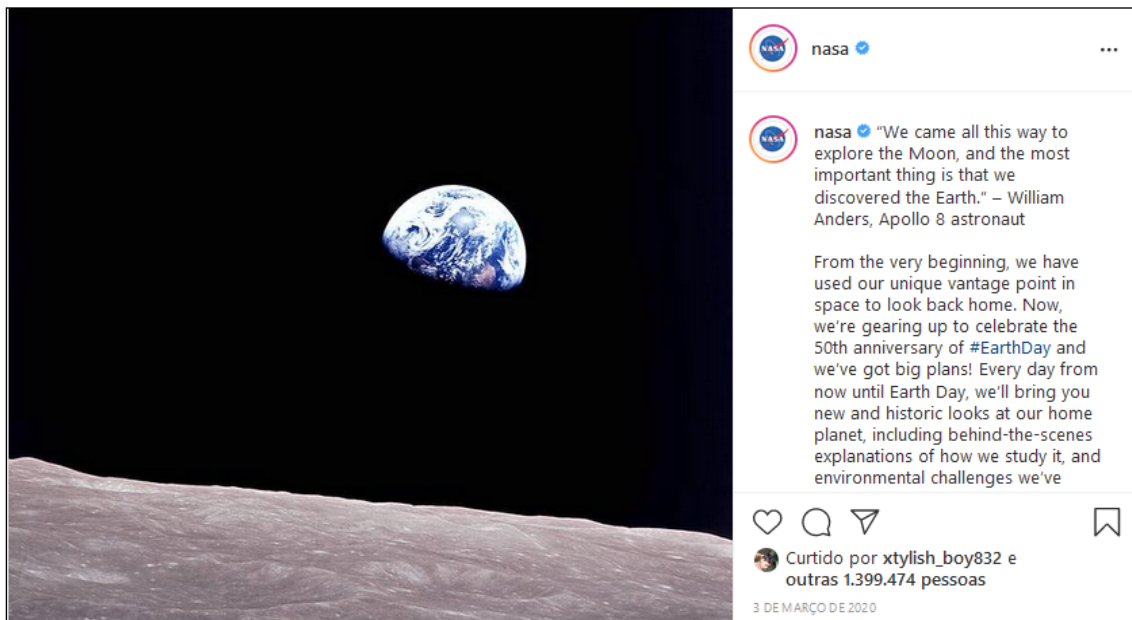 nasa
nasa "We came all this way to
explore the Moon, and the most
important thing is that we
discovered the Earth." – William
Anders, Apollo 8 astronaut
From the very beginning, we have
used our unique vantage point in
space to look back home. Now,
we're gearing up to celebrate the
50th anniversary of #EarthDay and
we've got big plans! Every day from
now until Earth Day, we'll bring you
new and historic looks at our home
planet, including behind-the-scenes
explanations of how we study it, and
environmental challenges we've
Curtido por xtylish_boy832 e
outras 1.399.474 pessoas
3 DE MARÇO DE 2020